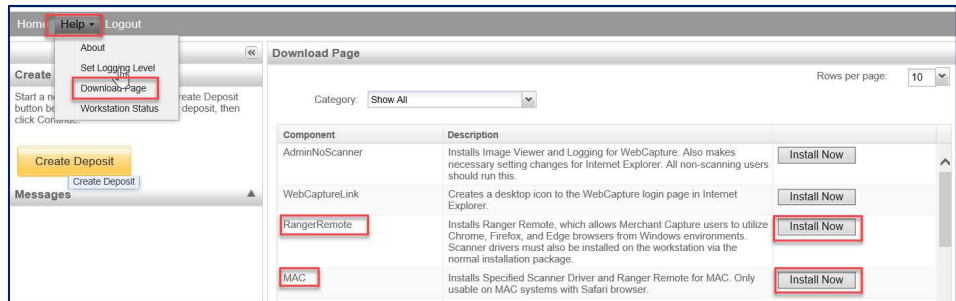 Home Help Logout
About
Set Logging Level
Download Page
Workstation Status
Create
Start a n reate Deposit
button be deposit, then
click Continue.
Create Deposit
Create Deposit
Messages
Download Page
Rows per page: 10
Category: Show All
Component Description
AdminNoScanner Installs Image Viewer and Logging for WebCapture. Also makes Install Now
necessary setting changes for Internet Explorer. All non-scanning users
should run this.
WebCaptureLink Creates a desktop icon to the WebCapture login page in Internet Install Now
Explorer.
RangerRemote Installs Ranger Remote, which allows Merchant Capture users to utilize Install Now
Chrome, Firefox, and Edge browsers from Windows environments.
Scanner drivers must also be installed on the workstation via the
normal installation package.
MAC Installs Specified Scanner Driver and Ranger Remote for MAC. Only Install Now
usable on MAC systems with Safari browser.